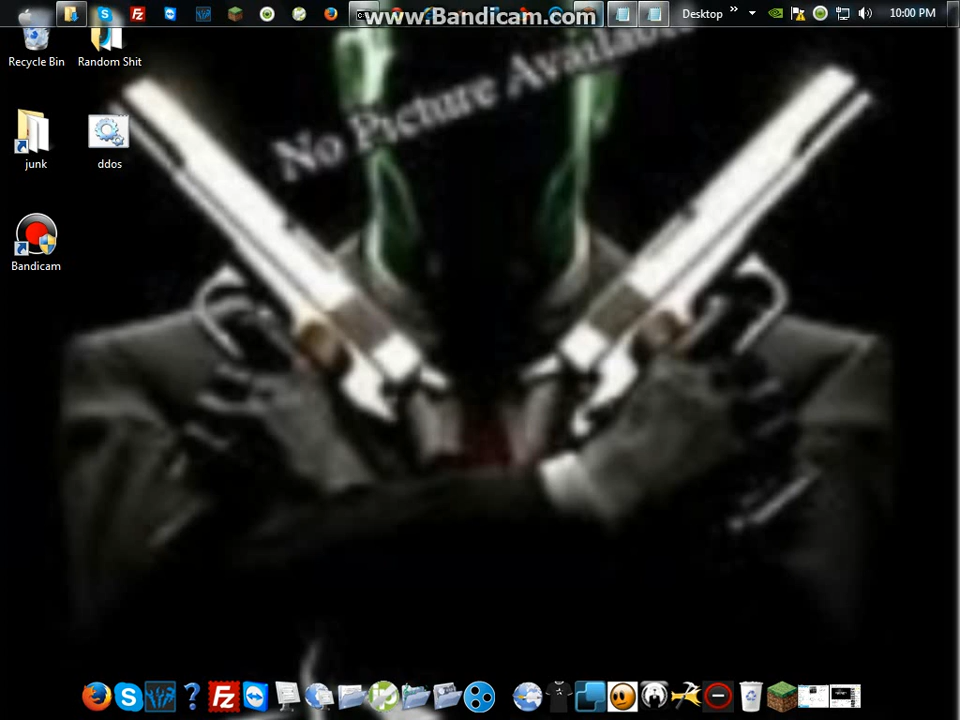 www.Bandicam.com
Desktop
10:00 PM
Recycle Bin
Random Shit
No Picture Available
junk
ddos
Bandicam